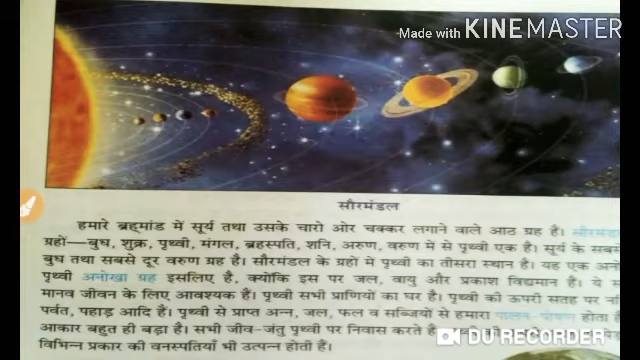 Made with KINEMASTER
सौरमंडल
हमारे ब्रह्मांड में सूर्य तथा उसके चारो ओर चक्कर लगाने वाले आठ ग्रह हैं। सौरमंडल
ग्रहों—बुध, शुक्र, पृथ्वी, मंगल, ब्रहस्पति, शनि, अरुण, वरुण में से पृथ्वी एक है। सूर्य के सबसे
बुध तथा सबसे दूर वरुण ग्रह है। सौरमंडल के ग्रहों में पृथ्वी का तीसरा स्थान है। यह एक
पृथ्वी अनोखा ग्रह इसलिए है, क्योंकि इस पर जल, वायु और प्रकाश विद्यमान है। ये
मानव जीवन के लिए आवश्यक हैं। पृथ्वी सभी प्राणियों का घर है। पृथ्वी की ऊपरी सतह पर
पर्वत, पहाड़ आदि हैं। पृथ्वी से प्राप्त अन्न, जल, फल व सब्जियों से हमारा पालन-पोषण होता
आकार बहुत ही बड़ा है। सभी जीव-जंतु पृथ्वी पर निवास करते
DU RECORDER
विभिन्न प्रकार की वनस्पतियाँ भी उत्पन्न होती हैं।